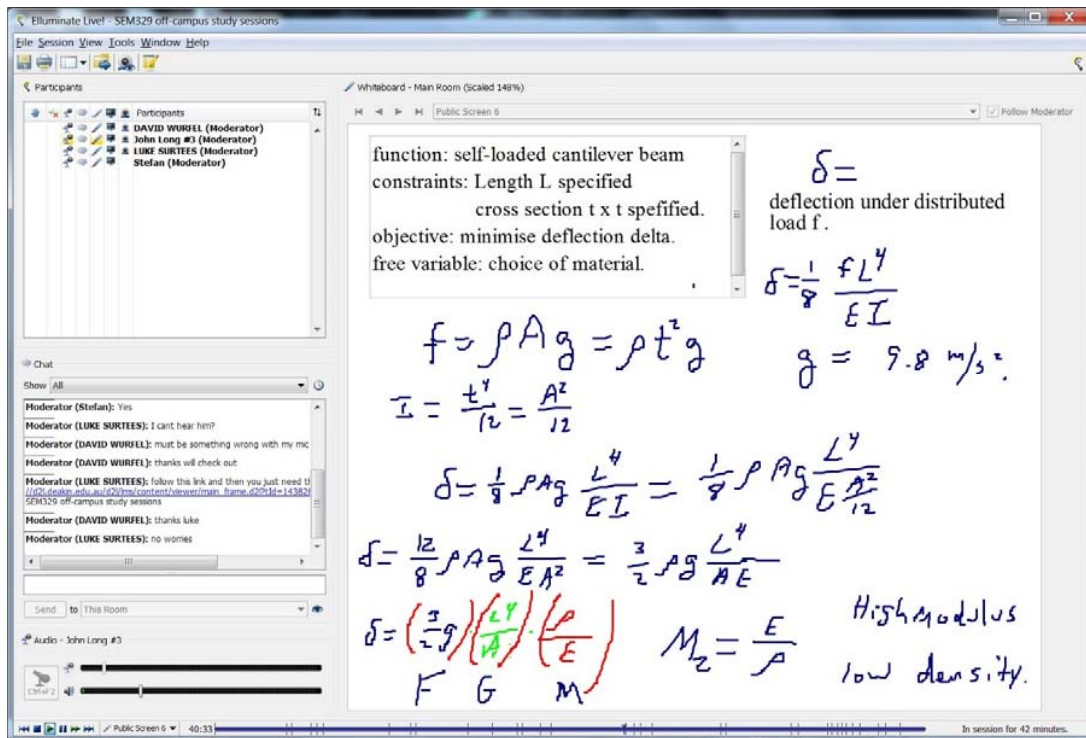 Elluminate Live! - SEM329 off-campus study sessions
File Session View Tools Window Help
Participants
Participants
DAVID WURFEL (Moderator)
John Long #3 (Moderator)
LUKE SURTEES (Moderator)
Stefan (Moderator)
Chat
Show All
Moderator (Stefan): Yes
Moderator (LUKE SURTEES): I cant hear him?
Moderator (DAVID WURFEL): must be something wrong with my mic
Moderator (DAVID WURFEL): thanks will check out
Moderator (LUKE SURTEES): follow this link and then you just need t
SEM329 off-campus study sessions
Moderator (DAVID WURFEL): thanks luke
Moderator (LUKE SURTEES): no worries
Send to This Room
Audio - John Long #3
Ctrl+F2
Whiteboard - Main Room (Scaled 148%)
Public Screen 6
Follow Moderator
function: self-loaded cantilever beam
constraints: Length L specified
cross section t x t spefified.
objective: minimise deflection delta.
free variable: choice of material.
δ =
deflection under distributed
load f .
δ = 1/8 fL⁴/EI
f = ρAg = ρt²g
g = 9.8 m/s².
I = t⁴/12 = A²/12
δ = 1/8 ρAg L⁴/EI = 1/8 ρAg L⁴/(E A²/12)
δ = 12/8 ρAg L⁴/EA² = 3/2 ρg L⁴/AE
δ = (3/2 g)(L⁴/A)·(ρ/E)
F G M
M₂ = E/ρ
High Modulus
low density.
Public Screen 6 40:33
In session for 42 minutes.